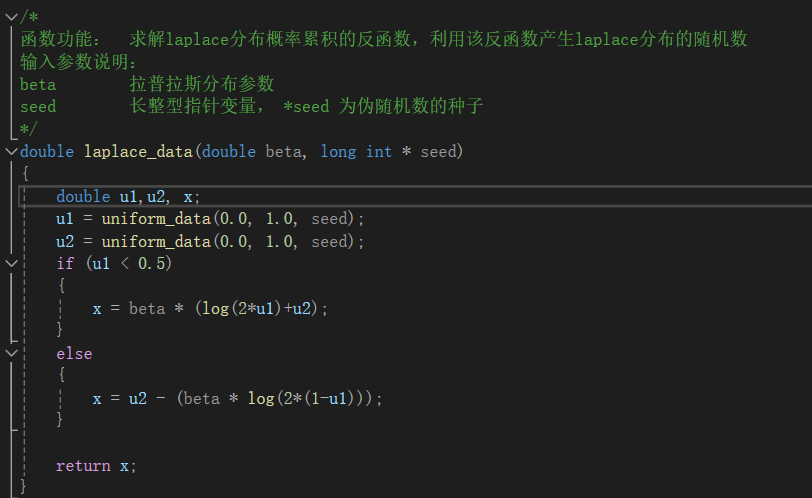 /*
函数功能： 求解laplace分布概率累积的反函数，利用该反函数产生laplace分布的随机数
输入参数说明：
beta 拉普拉斯分布参数
seed 长整型指针变量， *seed 为伪随机数的种子
*/
double laplace_data(double beta, long int * seed)
{
double u1,u2, x;
u1 = uniform_data(0.0, 1.0, seed);
u2 = uniform_data(0.0, 1.0, seed);
if (u1 < 0.5)
{
x = beta * (log(2*u1)+u2);
}
else
{
x = u2 - (beta * log(2*(1-u1)));
}
return x;
}